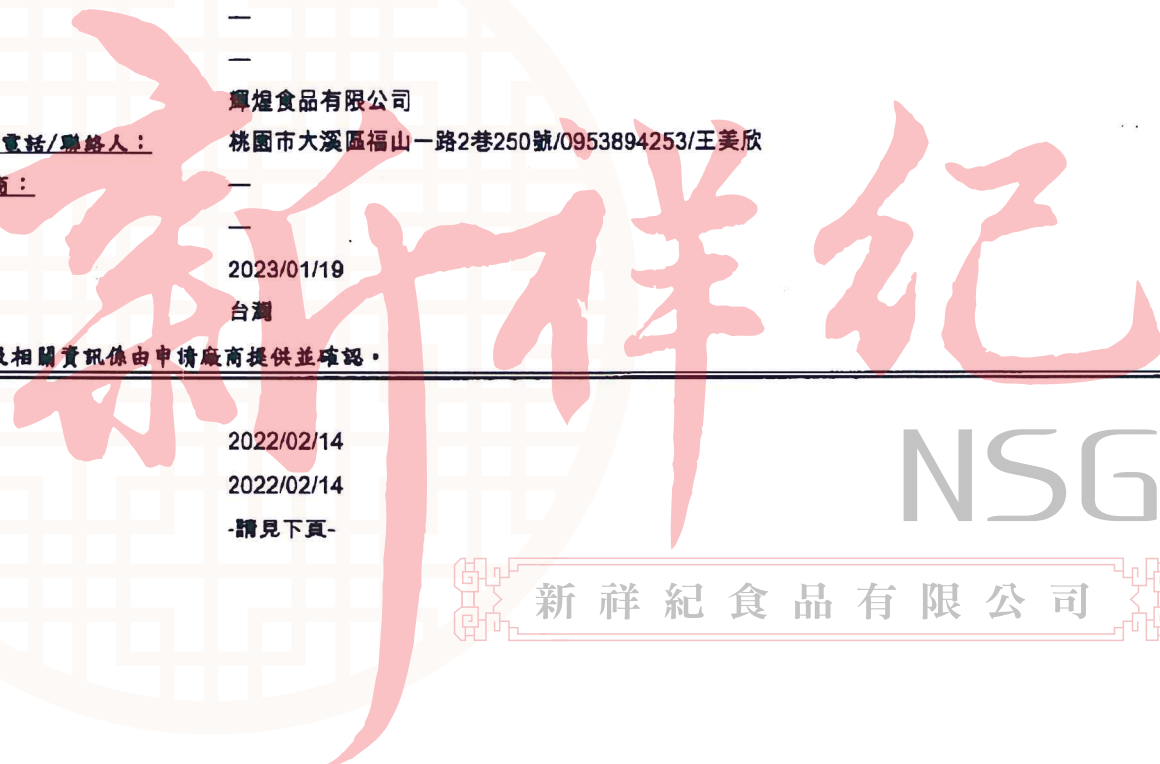 —
—
輝煌食品有限公司
電話/聯絡人： 桃園市大溪區福山一路2巷250號/0953894253/王美欣
商： —
—
2023/01/19
台灣
及相關資訊係由申請廠商提供並確認。
2022/02/14
2022/02/14
-請見下頁-
新祥紀
NSG
新祥紀食品有限公司